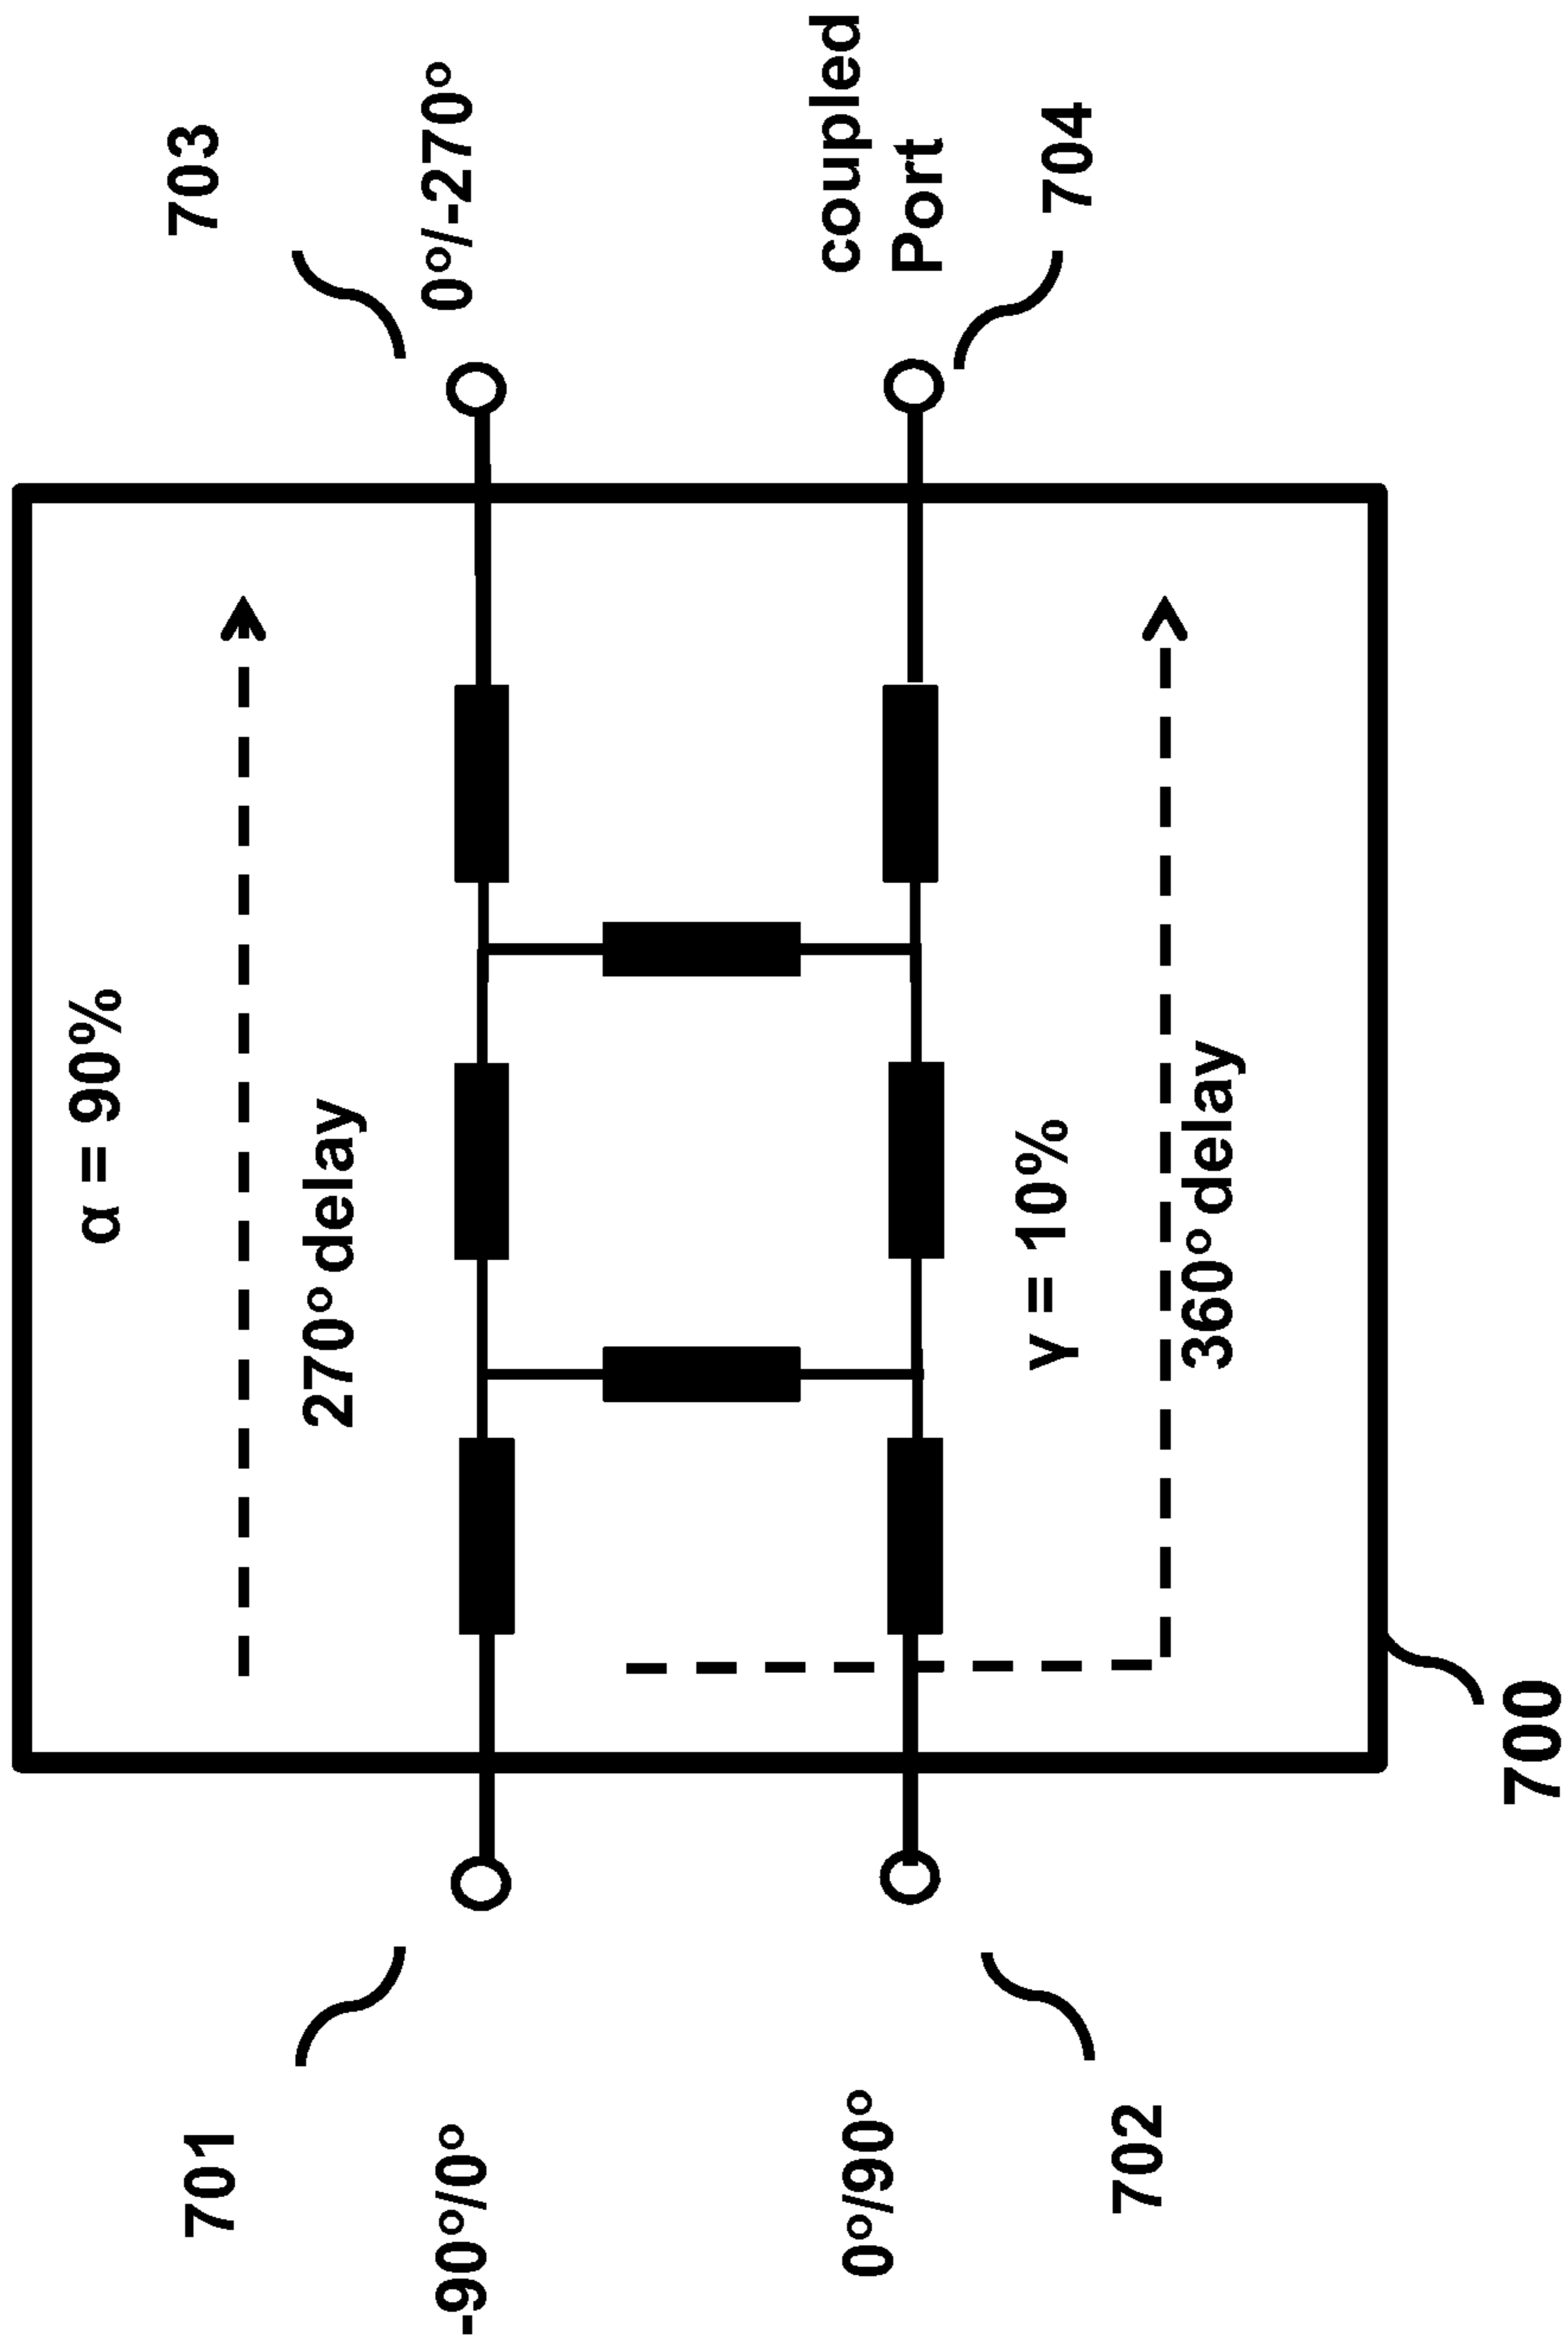 α = 90%
703
270° delay
0°/-270°
701
-90°/0°
coupled
Port
0°/90°
γ = 10%
704
702
360° delay
700